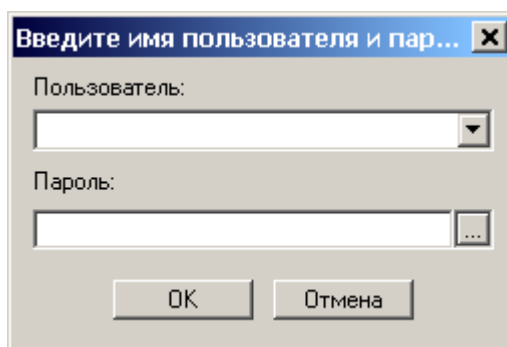 Введите имя пользователя и пар...
Пользователь:
Пароль:
...
OK Отмена